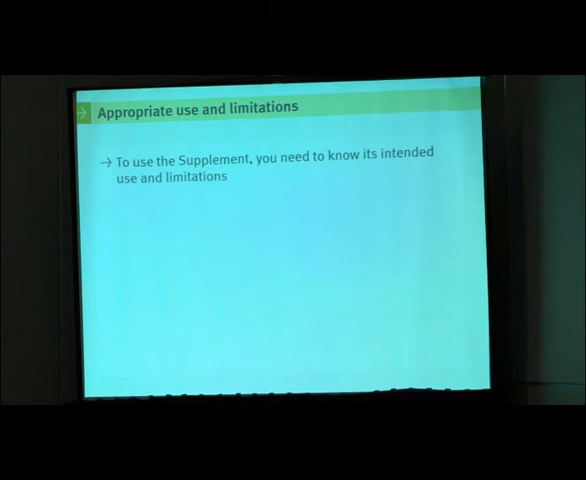 Appropriate use and limitations
→ To use the Supplement, you need to know its intended
use and limitations